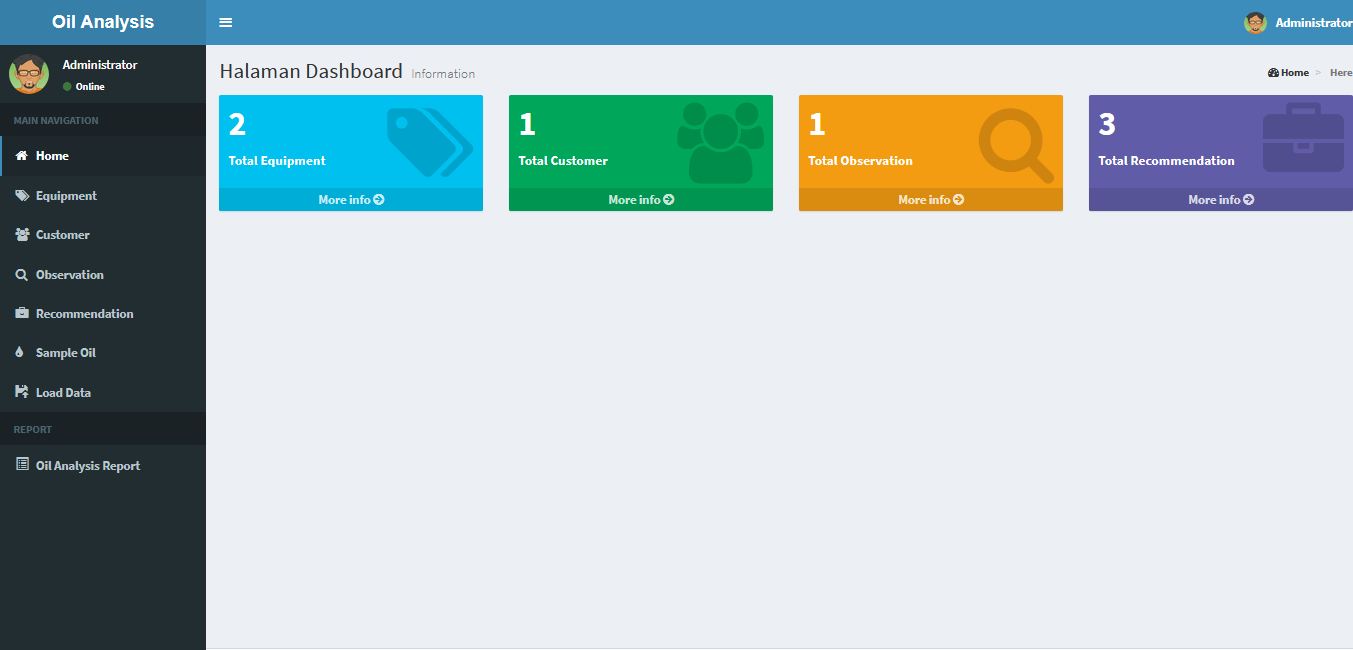 Oil Analysis
Administrator
Administrator
Online
MAIN NAVIGATION
Home
Equipment
Customer
Observation
Recommendation
Sample Oil
Load Data
REPORT
Oil Analysis Report
Halaman Dashboard Information
Home > Here
2
Total Equipment
More info
1
Total Customer
More info
1
Total Observation
More info
3
Total Recommendation
More info